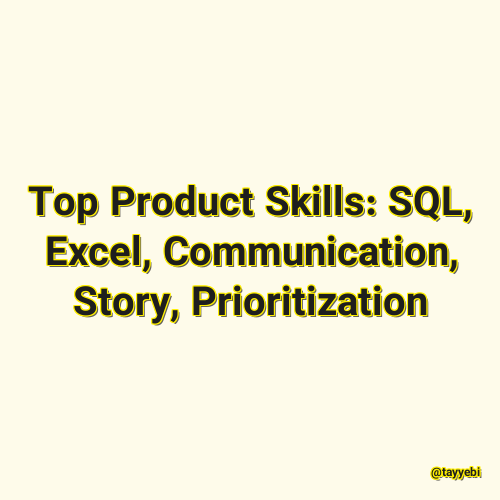 Top Product Skills: SQL,
Excel, Communication,
Story, Prioritization
@tayyebi